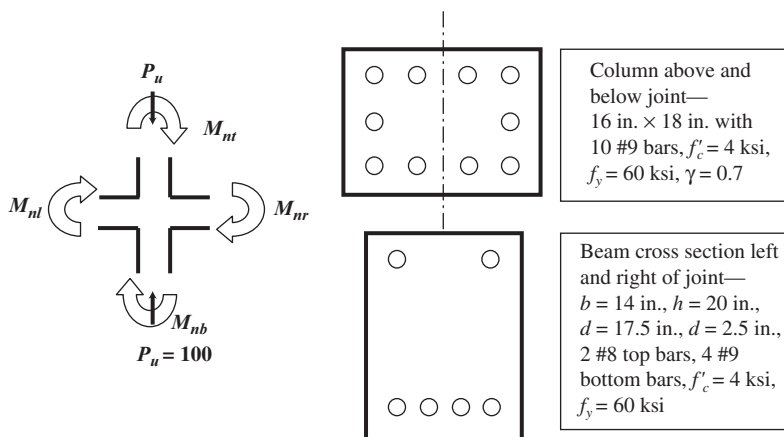 P_u
M_nt
M_nl
M_nr
M_nb
P_u = 100
Column above and
below joint—
16 in. × 18 in. with
10 #9 bars, f′_c = 4 ksi,
f_y = 60 ksi, γ = 0.7
Beam cross section left
and right of joint—
b = 14 in., h = 20 in.,
d = 17.5 in., d = 2.5 in.,
2 #8 top bars, 4 #9
bottom bars, f′_c = 4 ksi,
f_y = 60 ksi